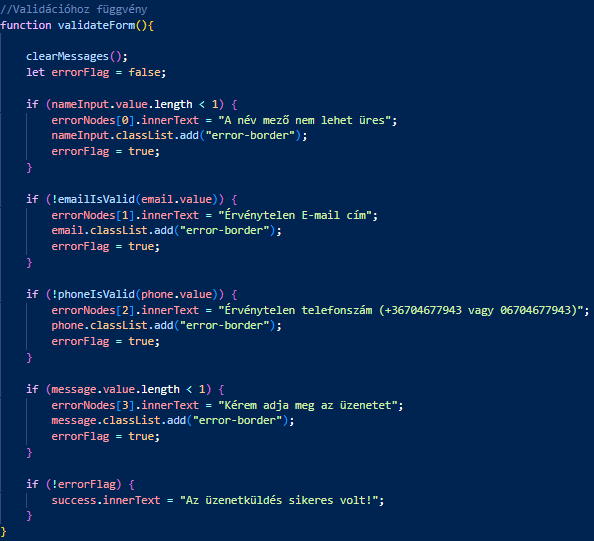 //Validációhoz függvény
function validateForm(){
clearMessages();
let errorFlag = false;
if (nameInput.value.length < 1) {
errorNodes[0].innerText = "A név mező nem lehet üres";
nameInput.classList.add("error-border");
errorFlag = true;
}
if (!emailIsValid(email.value)) {
errorNodes[1].innerText = "Érvénytelen E-mail cím";
email.classList.add("error-border");
errorFlag = true;
}
if (!phoneIsValid(phone.value)) {
errorNodes[2].innerText = "Érvénytelen telefonszám (+36704677943 vagy 06704677943)";
phone.classList.add("error-border");
errorFlag = true;
}
if (message.value.length < 1) {
errorNodes[3].innerText = "Kérem adja meg az üzenetet";
message.classList.add("error-border");
errorFlag = true;
}
if (!errorFlag) {
success.innerText = "Az üzenetküldés sikeres volt!";
}
}